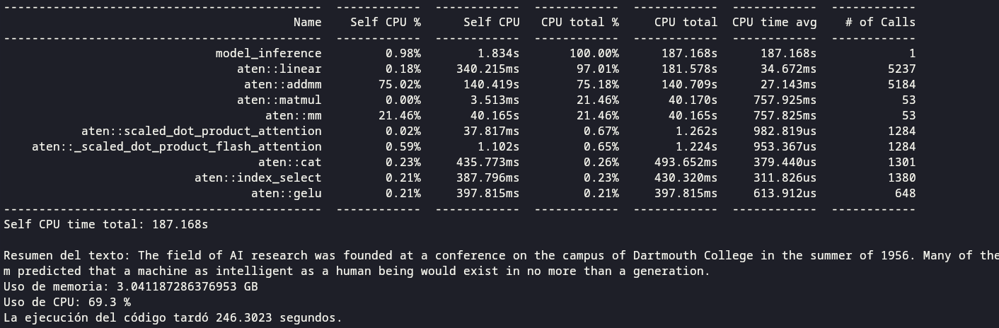 ---------------------------------------------  ------------  ------------  ------------  ------------  ------------  ------------
Name    Self CPU %      Self CPU   CPU total %     CPU total  CPU time avg    # of Calls
---------------------------------------------  ------------  ------------  ------------  ------------  ------------  ------------
model_inference         0.98%        1.834s       100.00%      187.168s      187.168s             1
aten::linear         0.18%     340.215ms        97.01%      181.578s      34.672ms          5237
aten::addmm        75.02%      140.419s        75.18%      140.709s      27.143ms          5184
aten::matmul         0.00%       3.513ms        21.46%       40.170s     757.925ms            53
aten::mm        21.46%       40.165s        21.46%       40.165s     757.825ms            53
aten::scaled_dot_product_attention         0.02%      37.817ms         0.67%        1.262s     982.819us          1284
aten::_scaled_dot_product_flash_attention         0.59%        1.102s         0.65%        1.224s     953.367us          1284
aten::cat         0.23%     435.773ms         0.26%     493.652ms     379.440us          1301
aten::index_select         0.21%     387.796ms         0.23%     430.320ms     311.826us          1380
aten::gelu         0.21%     397.815ms         0.21%     397.815ms     613.912us           648
---------------------------------------------  ------------  ------------  ------------  ------------  ------------  ------------
Self CPU time total: 187.168s
Resumen del texto: The field of AI research was founded at a conference on the campus of Dartmouth College in the summer of 1956. Many of the
m predicted that a machine as intelligent as a human being would exist in no more than a generation.
Uso de memoria: 3.041187286376953 GB
Uso de CPU: 69.3 %
La ejecución del código tardó 246.3023 segundos.